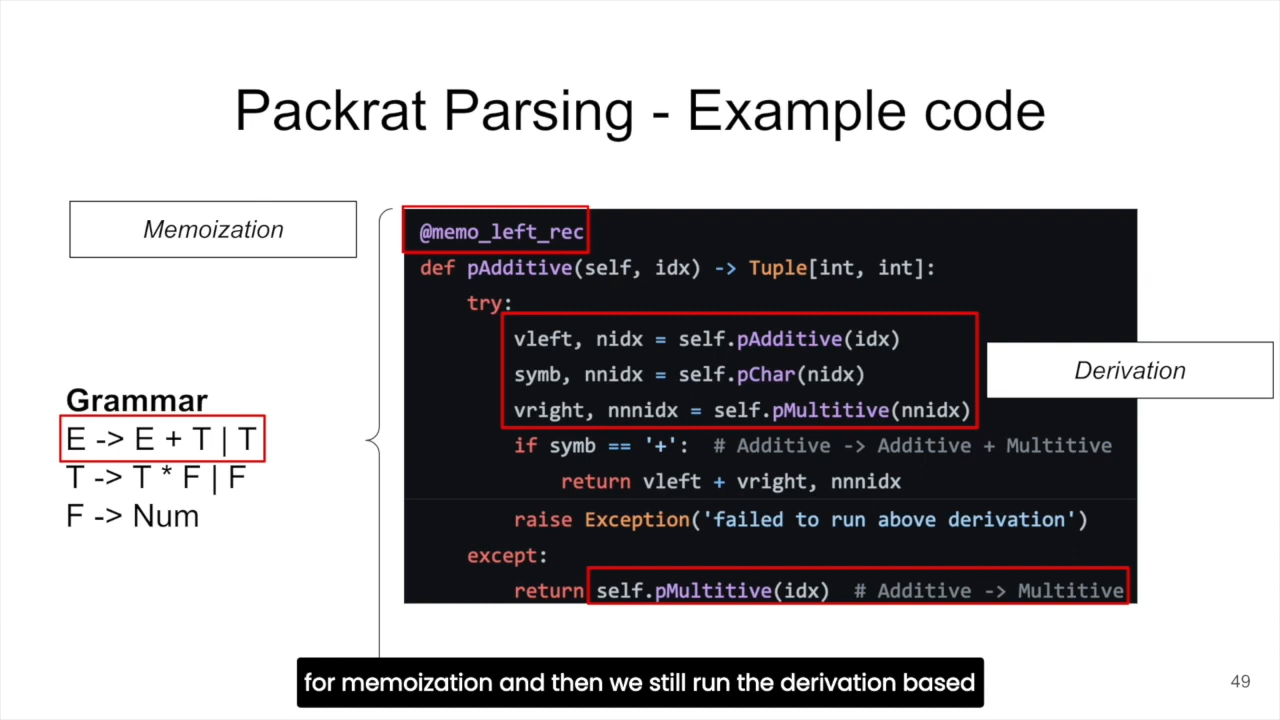 Packrat Parsing - Example code
Memoization
Grammar
E -> E + T | T
T -> T * F | F
F -> Num
@memo_left_rec
def pAdditive(self, idx) -> Tuple[int, int]:
try:
vleft, nidx = self.pAdditive(idx)
symb, nnidx = self.pChar(nidx)
vright, nnnidx = self.pMultitive(nnidx)
if symb == '+':  # Additive -> Additive + Multitive
return vleft + vright, nnnidx
raise Exception('failed to run above derivation')
except:
return self.pMultitive(idx)  # Additive -> Multitive
Derivation
for memoization and then we still run the derivation based
49